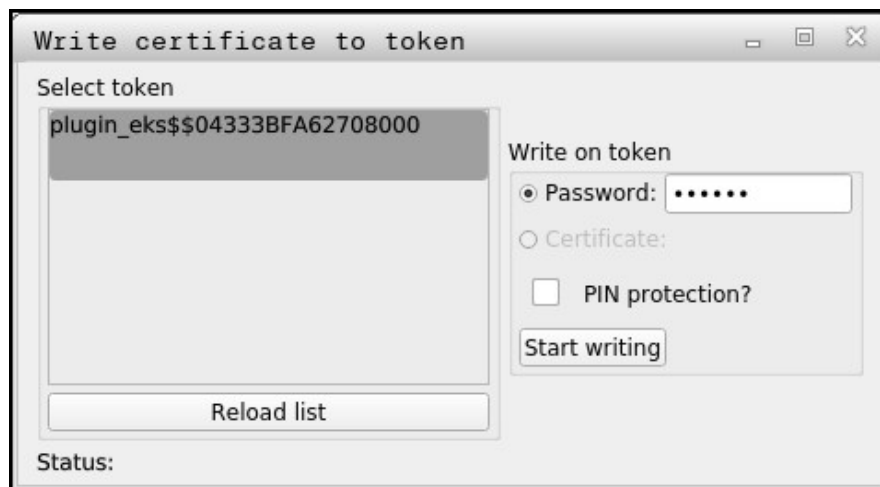 Write certificate to token
Select token
plugin_eks$$04333BFA62708000
Write on token
Password: ••••••
Certificate:
PIN protection?
Start writing
Reload list
Status: